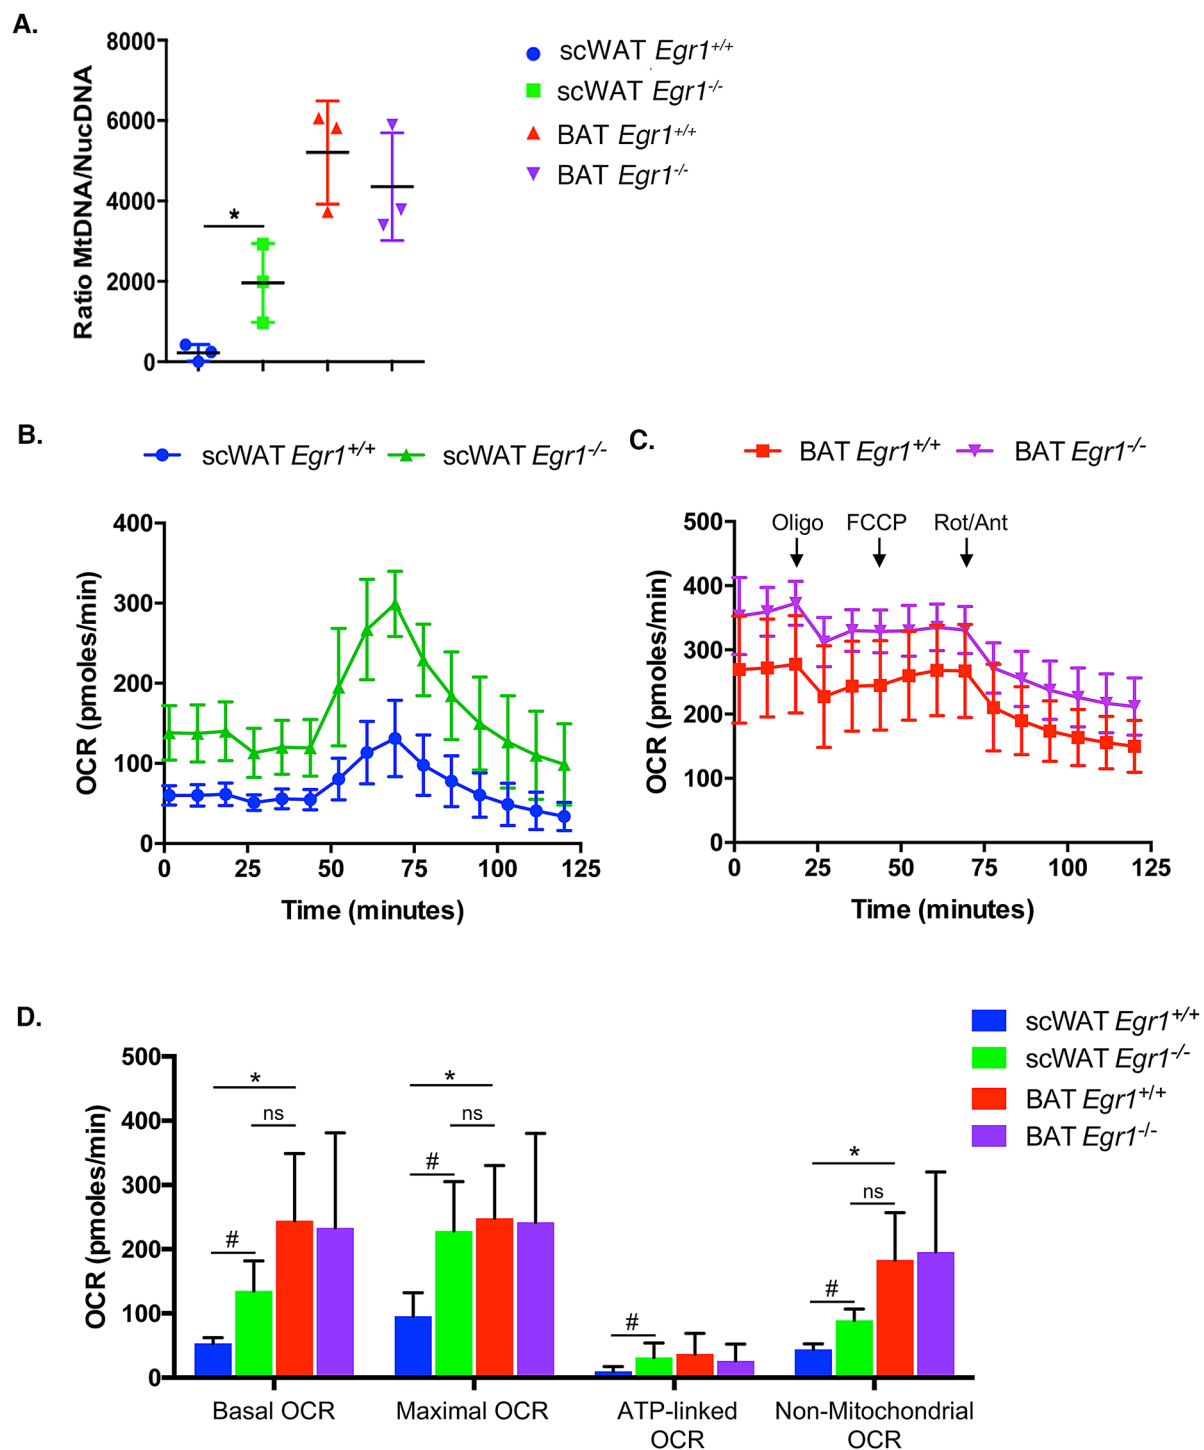 A.
8000
6000
4000
2000
0
Ratio MtDNA/NucDNA
*
scWAT Egr1+/+
scWAT Egr1-/-
BAT Egr1+/+
BAT Egr1-/-
B.
scWAT Egr1+/+ scWAT Egr1-/-
400
300
200
100
0
OCR (pmoles/min)
0 25 50 75 100 125
Time (minutes)
C.
BAT Egr1+/+ BAT Egr1-/-
Oligo FCCP Rot/Ant
500
400
300
200
100
0
OCR (pmoles/min)
0 25 50 75 100 125
Time (minutes)
D.
scWAT Egr1+/+
scWAT Egr1-/-
BAT Egr1+/+
BAT Egr1-/-
500
400
300
200
100
0
OCR (pmoles/min)
*
ns
#
*
ns
#
#
*
ns
#
Basal OCR
Maximal OCR
ATP-linked
OCR
Non-Mitochondrial
OCR